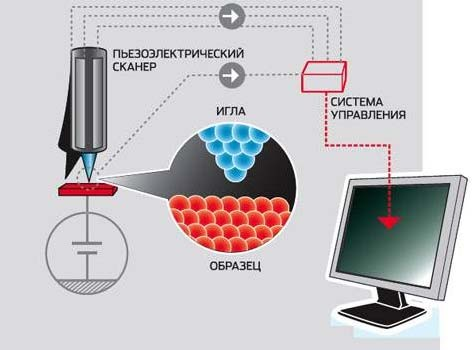 ПЬЕЗОЭЛЕКТРИЧЕСКИЙ
СКАНЕР
ИГЛА
СИСТЕМА
УПРАВЛЕНИЯ
ОБРАЗЕЦ